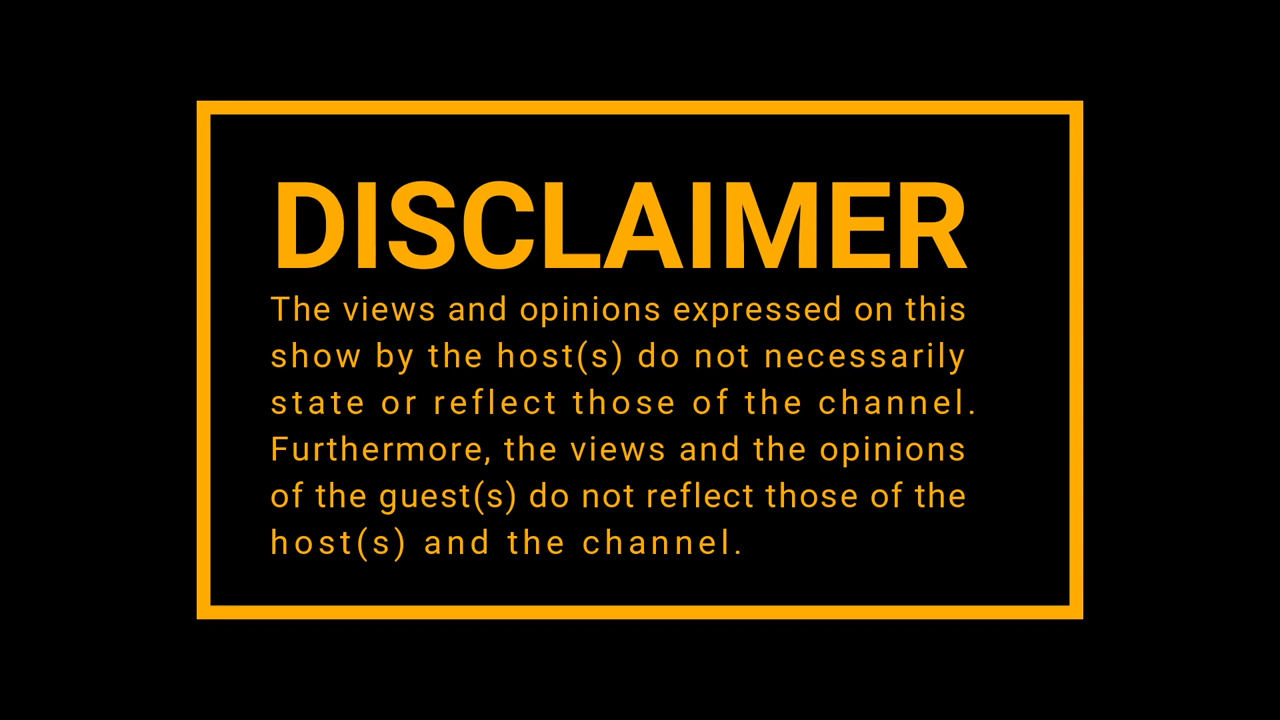 DISCLAIMER
The views and opinions expressed on this
show by the host(s) do not necessarily
state or reflect those of the channel.
Furthermore, the views and the opinions
of the guest(s) do not reflect those of the
host(s) and the channel.